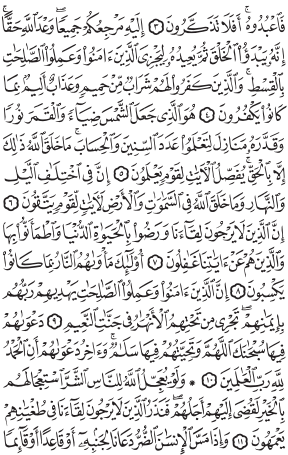 فَاعْبُدُوهُ ۚ أَفَلَا تَذَكَّرُونَ ٣ إِلَيْهِ مَرْجِعُكُمْ جَمِيعًا ۖ وَعْدَ اللَّهِ حَقًّا ۚ
إِنَّهُ يَبْدَؤُا الْخَلْقَ ثُمَّ يُعِيدُهُ لِيَجْزِيَ الَّذِينَ آمَنُوا وَعَمِلُوا الصَّالِحَاتِ
بِالْقِسْطِ ۚ وَالَّذِينَ كَفَرُوا لَهُمْ شَرَابٌ مِنْ حَمِيمٍ وَعَذَابٌ أَلِيمٌ بِمَا
كَانُوا يَكْفُرُونَ ٤ هُوَ الَّذِي جَعَلَ الشَّمْسَ ضِيَاءً وَالْقَمَرَ نُورًا
وَقَدَّرَهُ مَنَازِلَ لِتَعْلَمُوا عَدَدَ السِّنِينَ وَالْحِسَابَ ۚ مَا خَلَقَ اللَّهُ ذَٰلِكَ
إِلَّا بِالْحَقِّ ۚ يُفَصِّلُ الْآيَاتِ لِقَوْمٍ يَعْلَمُونَ ٥ إِنَّ فِي اخْتِلَافِ اللَّيْلِ
وَالنَّهَارِ وَمَا خَلَقَ اللَّهُ فِي السَّمَاوَاتِ وَالْأَرْضِ لَآيَاتٍ لِقَوْمٍ يَتَّقُونَ ٦
إِنَّ الَّذِينَ لَا يَرْجُونَ لِقَاءَنَا وَرَضُوا بِالْحَيَاةِ الدُّنْيَا وَاطْمَأَنُّوا بِهَا
وَالَّذِينَ هُمْ عَنْ آيَاتِنَا غَافِلُونَ ٧ أُولَٰئِكَ مَأْوَاهُمُ النَّارُ بِمَا كَانُوا
يَكْسِبُونَ ٨ إِنَّ الَّذِينَ آمَنُوا وَعَمِلُوا الصَّالِحَاتِ يَهْدِيهِمْ رَبُّهُمْ
بِإِيمَانِهِمْ ۖ تَجْرِي مِنْ تَحْتِهِمُ الْأَنْهَارُ فِي جَنَّاتِ النَّعِيمِ ٩ دَعْوَاهُمْ
فِيهَا سُبْحَانَكَ اللَّهُمَّ وَتَحِيَّتُهُمْ فِيهَا سَلَامٌ ۚ وَآخِرُ دَعْوَاهُمْ أَنِ الْحَمْدُ
لِلَّهِ رَبِّ الْعَالَمِينَ ١٠ ۞ وَلَوْ يُعَجِّلُ اللَّهُ لِلنَّاسِ الشَّرَّ اسْتِعْجَالَهُمْ
بِالْخَيْرِ لَقُضِيَ إِلَيْهِمْ أَجَلُهُمْ ۖ فَنَذَرُ الَّذِينَ لَا يَرْجُونَ لِقَاءَنَا فِي طُغْيَانِهِمْ
يَعْمَهُونَ ١١ وَإِذَا مَسَّ الْإِنْسَانَ الضُّرُّ دَعَانَا لِجَنْبِهِ أَوْ قَاعِدًا أَوْ قَائِمًا